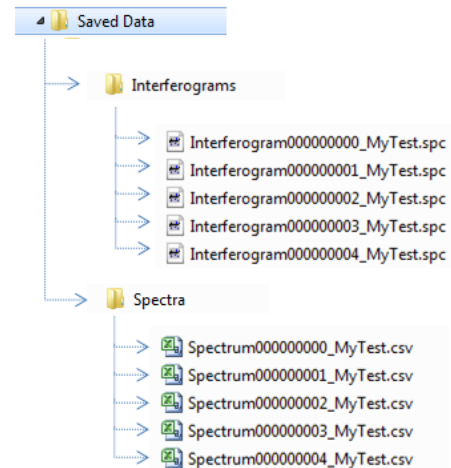 Saved Data
Interferograms
Interferogram000000000_MyTest.spc
Interferogram000000001_MyTest.spc
Interferogram000000002_MyTest.spc
Interferogram000000003_MyTest.spc
Interferogram000000004_MyTest.spc
Spectra
Spectrum000000000_MyTest.csv
Spectrum000000001_MyTest.csv
Spectrum000000002_MyTest.csv
Spectrum000000003_MyTest.csv
Spectrum000000004_MyTest.csv